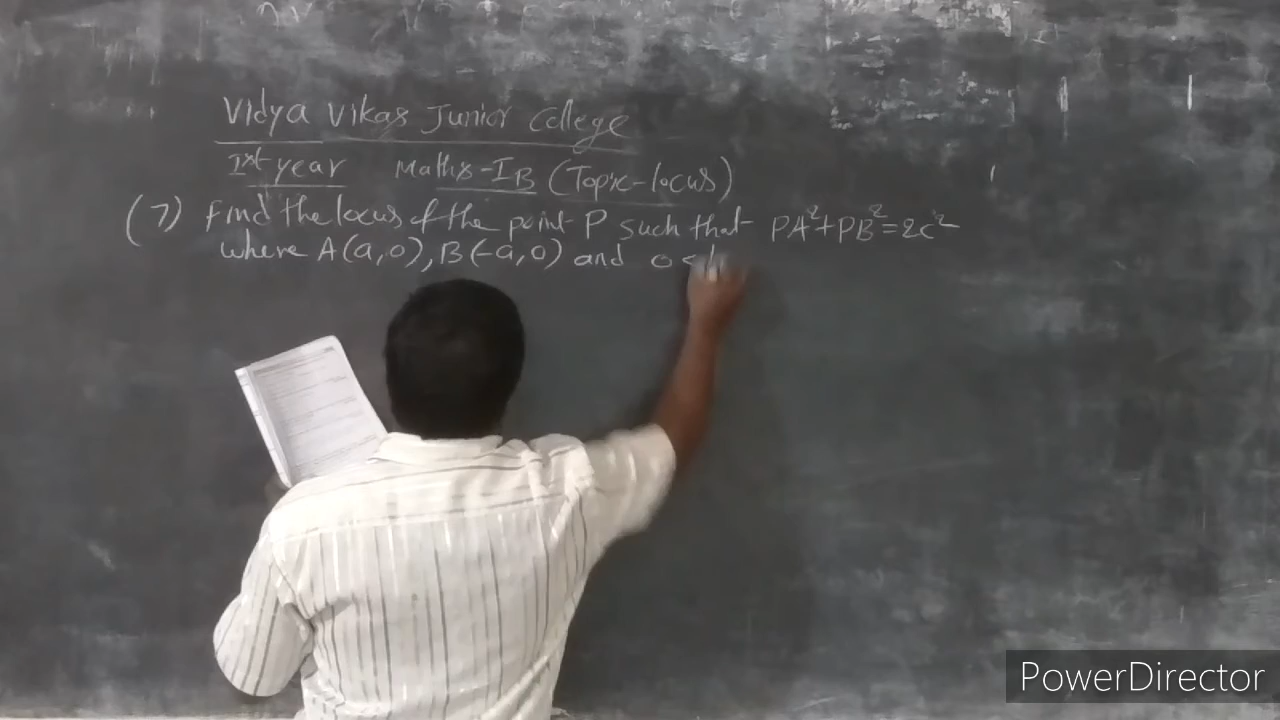 Vidya Vikas Junior College
Ist year Maths-IB (Topic-locus)
(7) Find the locus of the point P such that PA²+PB²=2c²
where A(a,0), B(-a,0) and 0<
PowerDirector